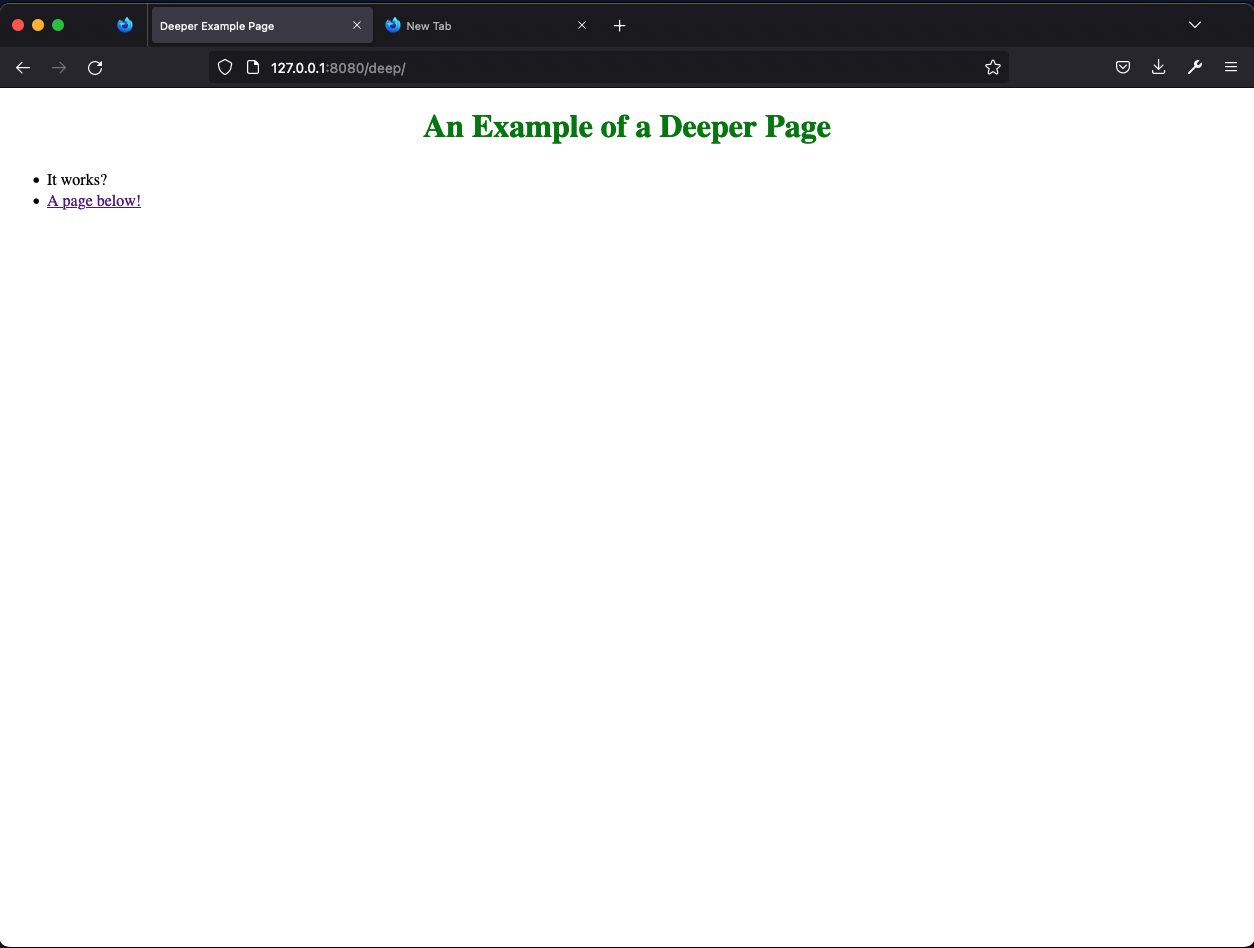 Deeper Example Page
New Tab
127.0.0.1:8080/deep/
An Example of a Deeper Page
It works?
A page below!